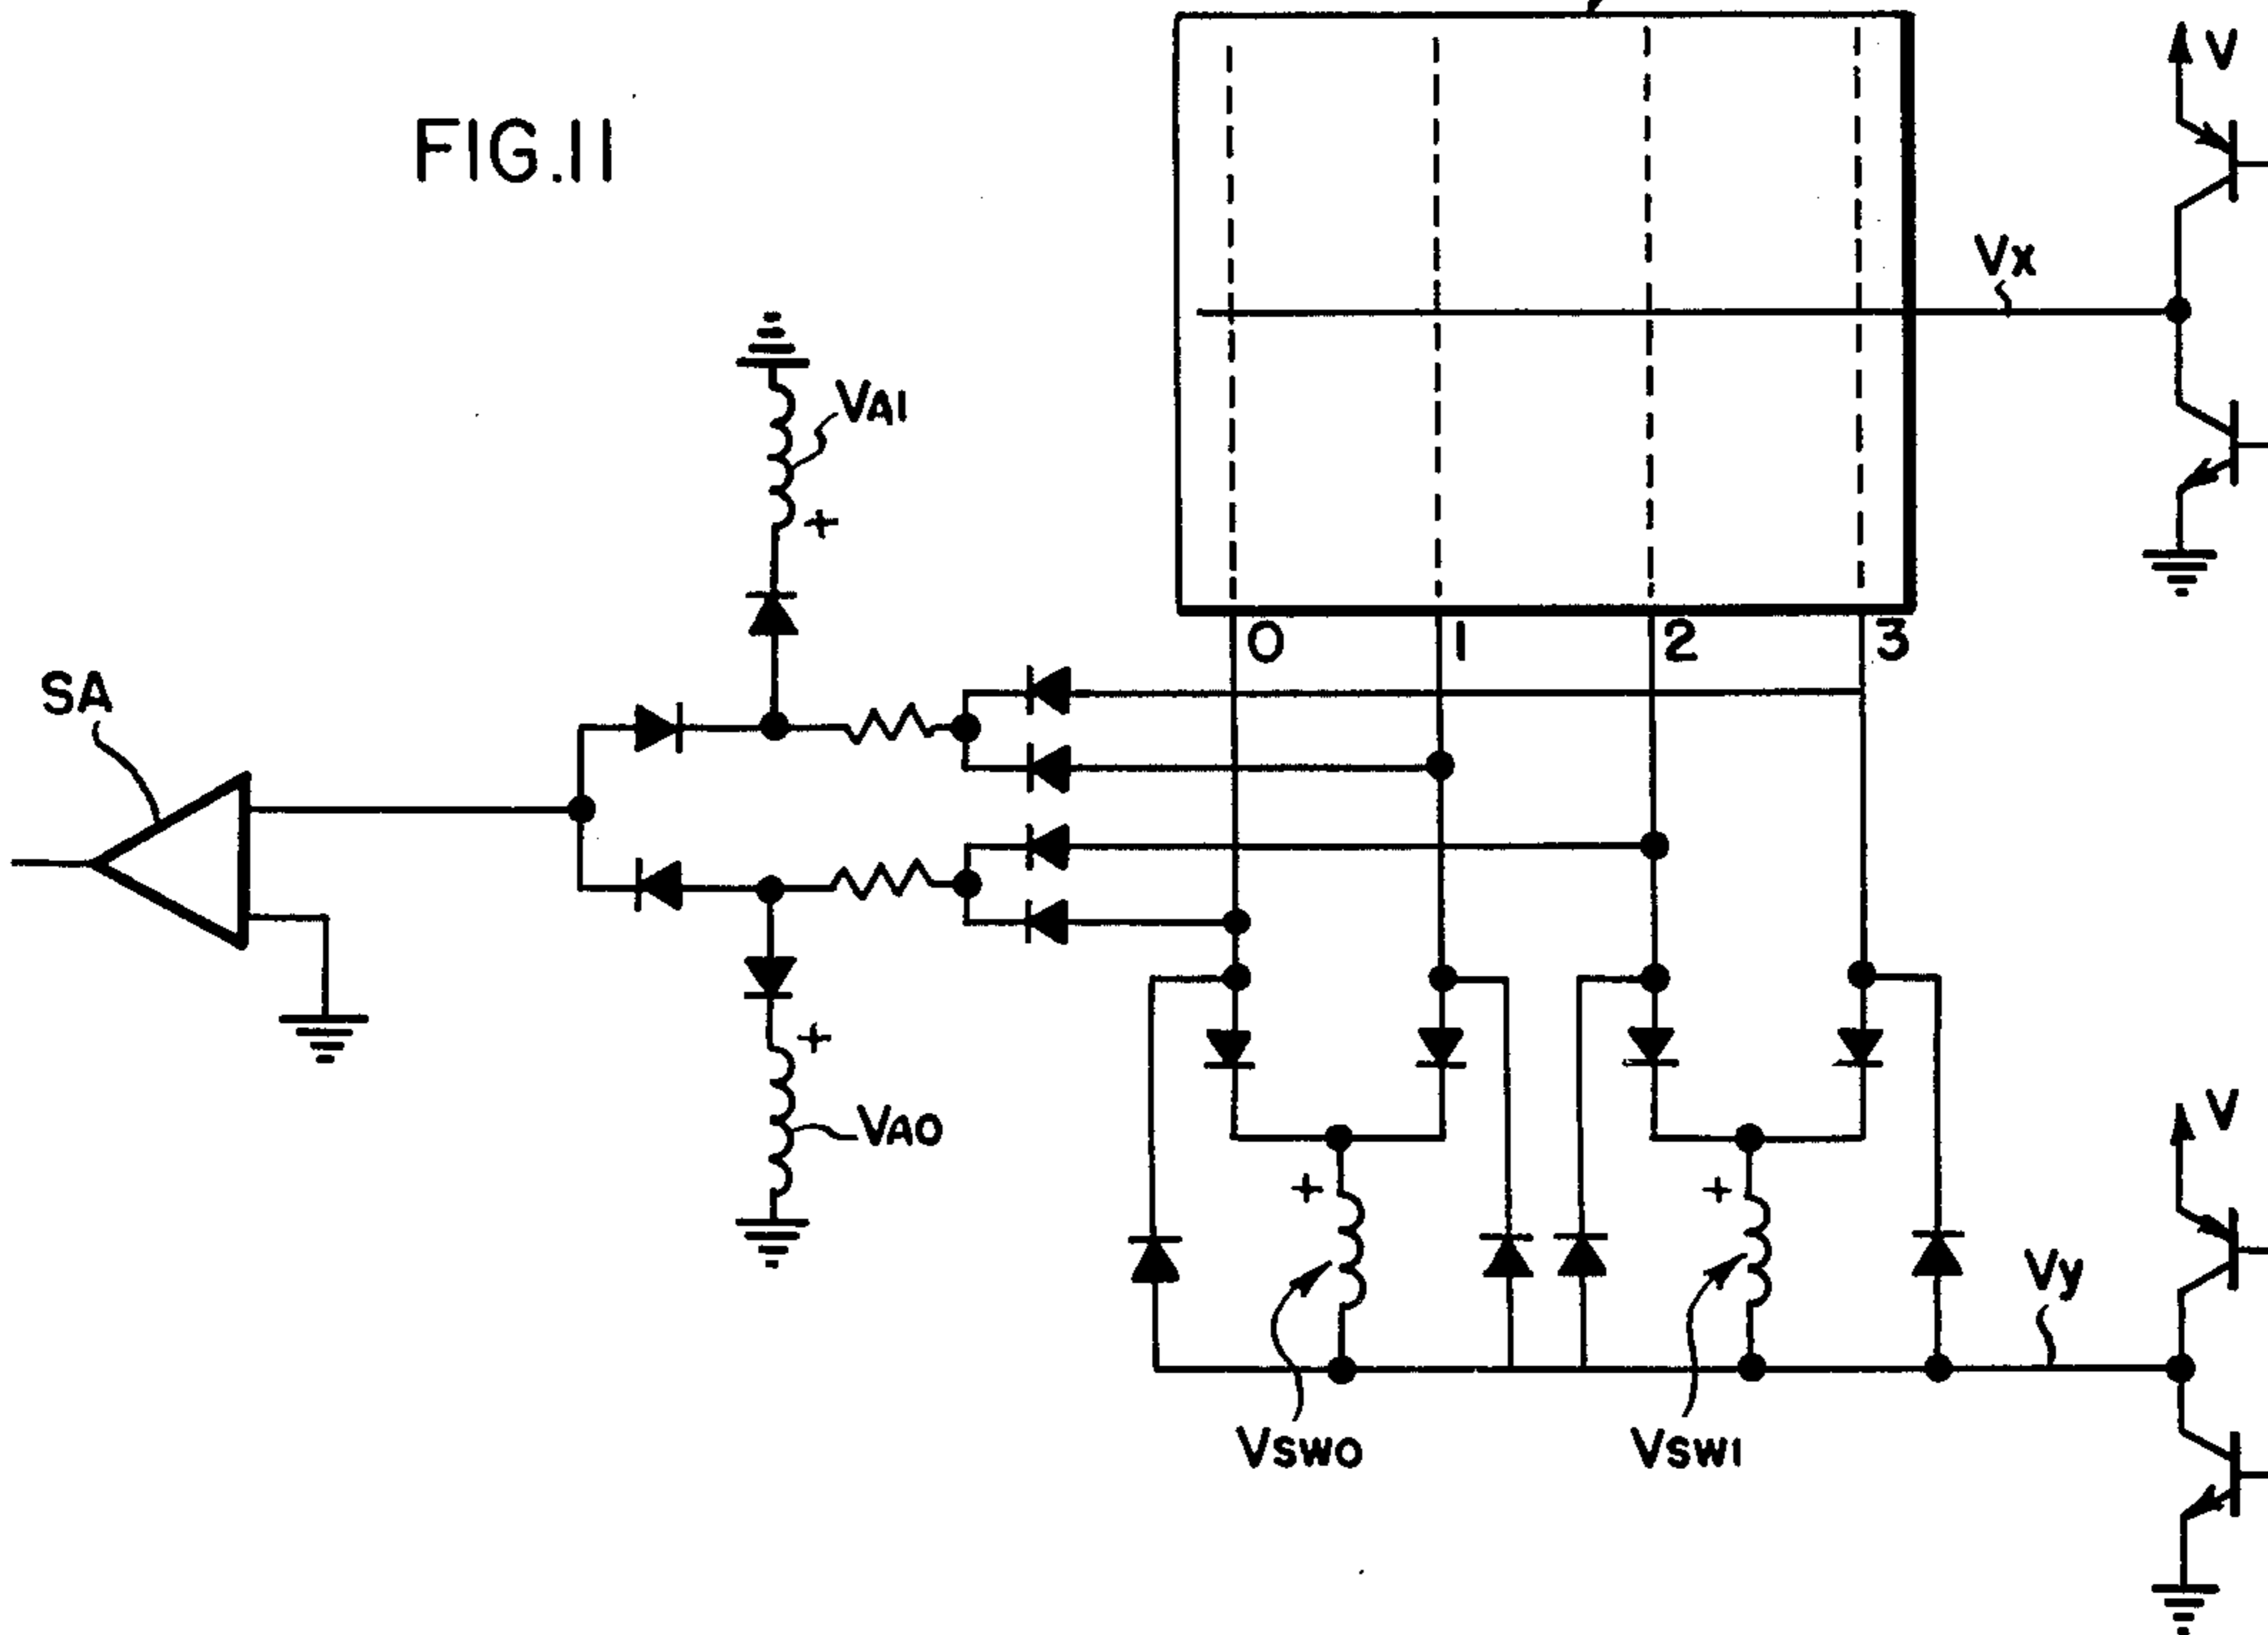 FIG.11
V
Vx
VA1
0 1 2 3
SA
+
+
VA0
+ +
V
Vy
VSW0 VSW1